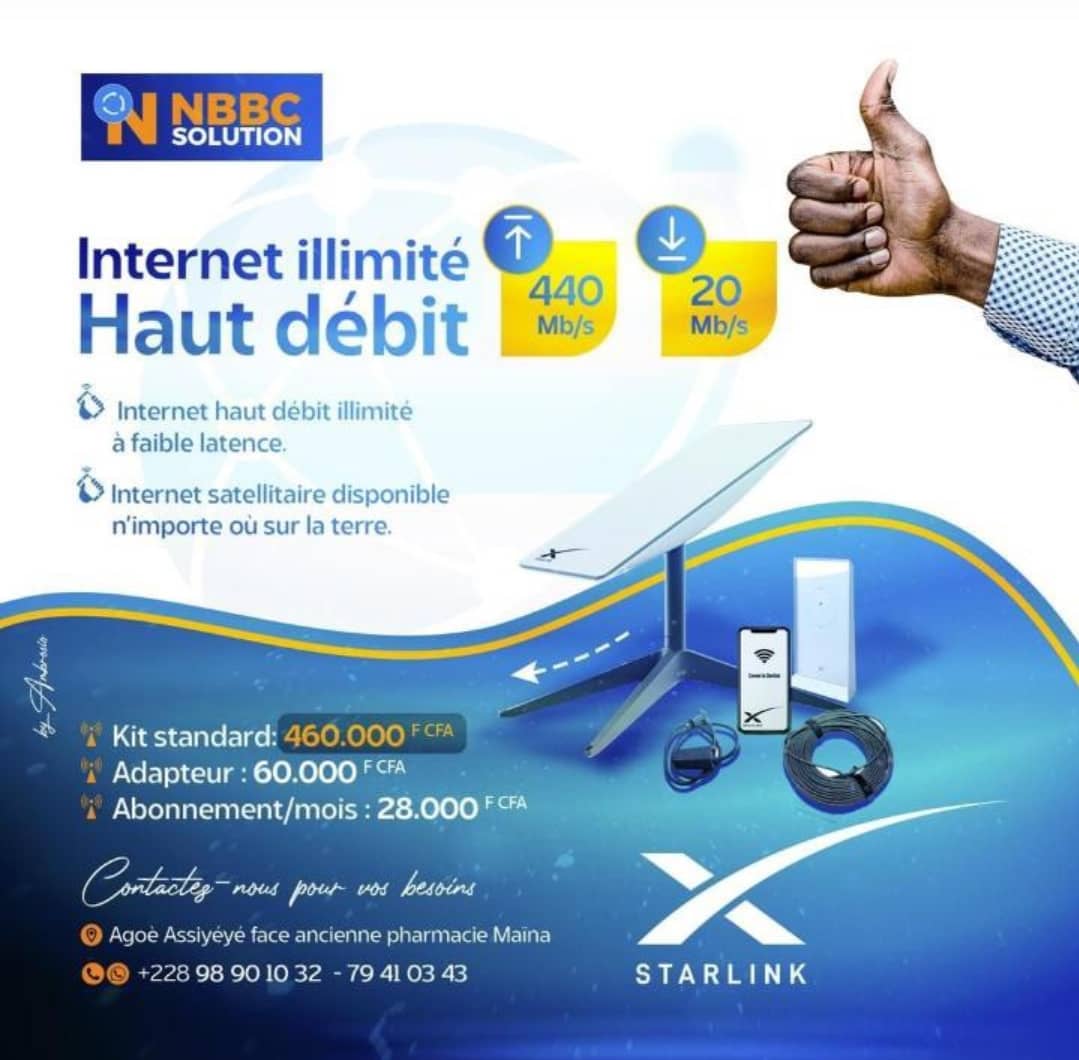 NBBC
SOLUTION
Internet illimité
Haut débit
440
Mb/s
20
Mb/s
Internet haut débit illimité
à faible latence.
Internet satellitaire disponible
n'importe où sur la terre.
by Ambrosio
Kit standard: 460.000 F CFA
Adapteur : 60.000 F CFA
Abonnement/mois : 28.000 F CFA
Contactez-nous pour vos besoins
Agoè Assiyéyé face ancienne pharmacie Maïna
+228 98 90 10 32 - 79 41 03 43
STARLINK